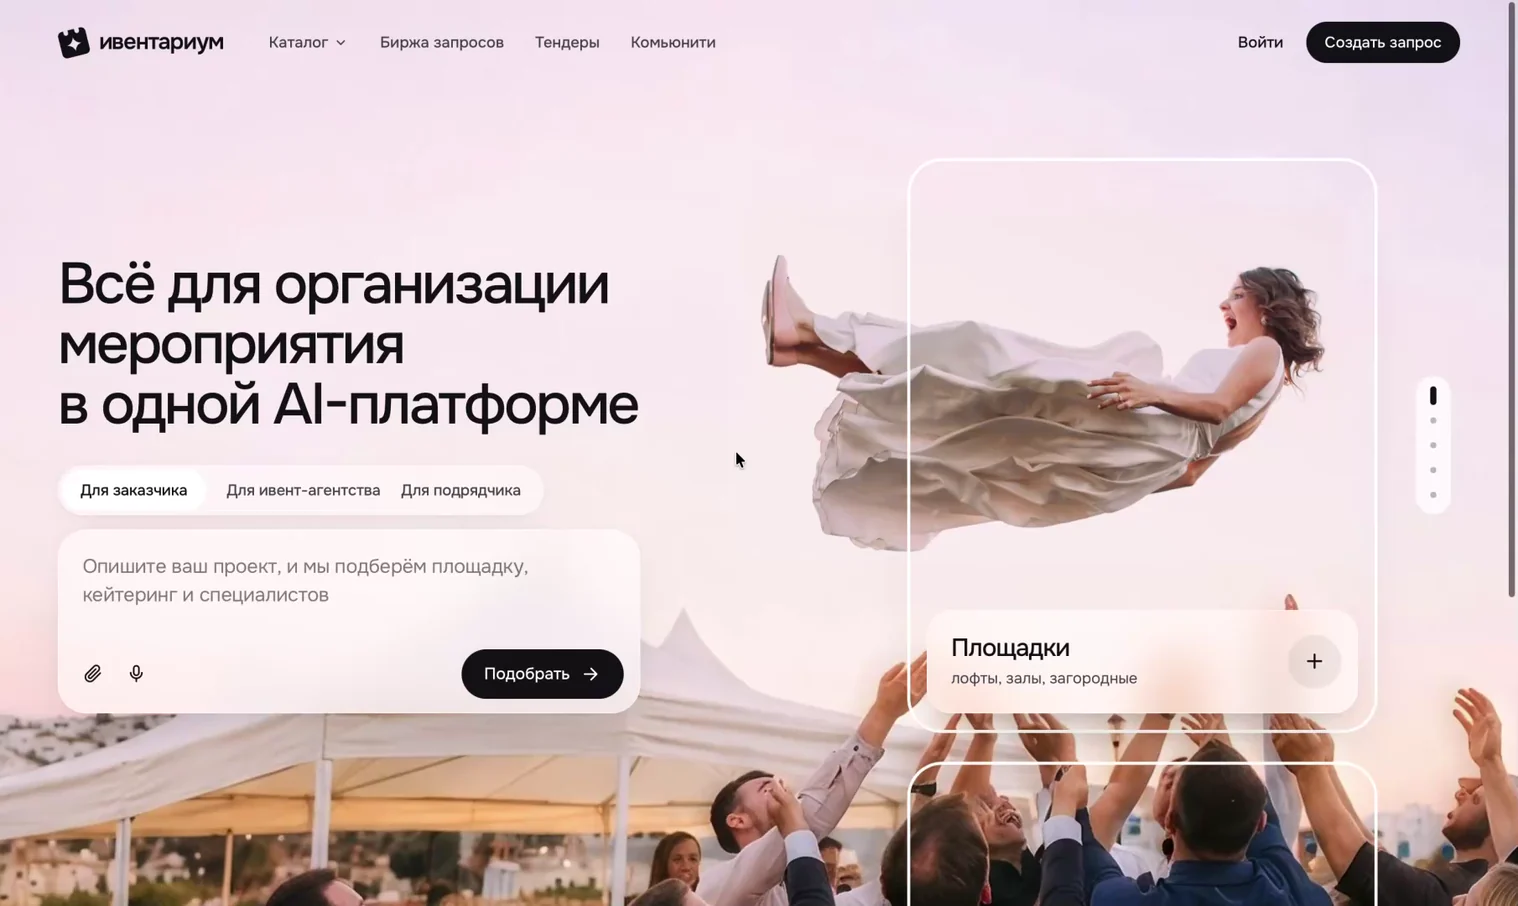 ивентариум
Каталог
Биржа запросов
Тендеры
Комьюнити
Войти
Создать запрос
Всё для организации
мероприятия
в одной AI-платформе
Для заказчика
Для ивент-агентства
Для подрядчика
Опишите ваш проект, и мы подберём площадку,
кейтеринг и специалистов
Подобрать
Площадки
лофты, залы, загородные